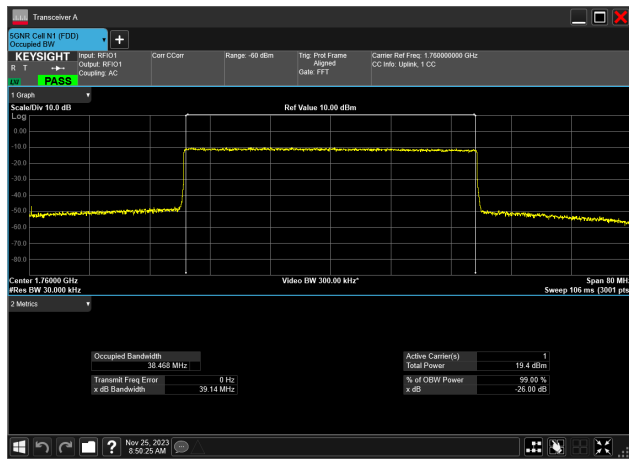 Transceiver A
5GNR Cell N1 (FDD)
Occupied BW
KEYSIGHT
R T
PASS
Input: RFIO1
Output: RFIO1
Coupling: AC
Corr CCorr
Range: -60 dBm
Trig: Prot Frame
Aligned
Gate: FFT
Carrier Ref Freq: 1.760000000 GHz
CC Info: Uplink, 1 CC
1 Graph
Scale/Div 10.0 dB
Ref Value 10.00 dBm
Log
0.00
-10.0
-20.0
-30.0
-40.0
-50.0
-60.0
-70.0
-80.0
Center 1.76000 GHz
Video BW 300.00 kHz*
Span 80 MHz
#Res BW 30.000 kHz
Sweep 106 ms (3001 pts
2 Metrics
Occupied Bandwidth
38.468 MHz
Transmit Freq Error 0 Hz
x dB Bandwidth 39.14 MHz
Active Carrier(s) 1
Total Power 19.4 dBm
% of OBW Power 99.00 %
x dB -26.00 dB
?
Nov 25, 2023
8:50:25 AM